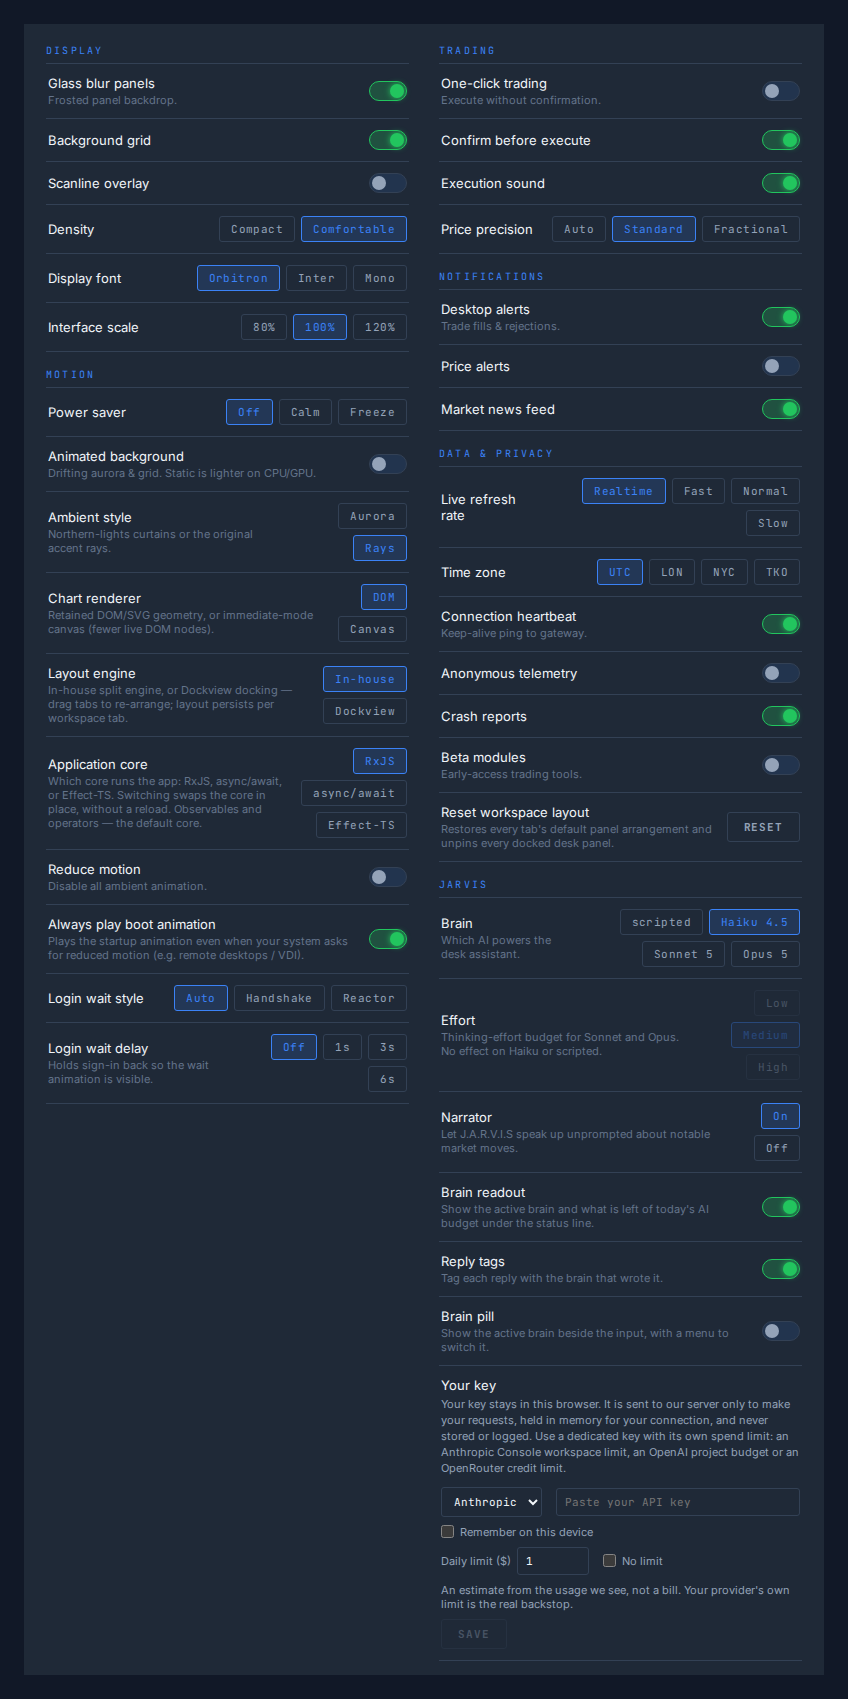 DISPLAY
Glass blur panels
Frosted panel backdrop.
Background grid
Scanline overlay
Density
Compact
Comfortable
Display font
Orbitron
Inter
Mono
Interface scale
80%
100%
120%
MOTION
Power saver
Off
Calm
Freeze
Animated background
Drifting aurora & grid. Static is lighter on CPU/GPU.
Ambient style
Northern-lights curtains or the original
accent rays.
Aurora
Rays
Chart renderer
Retained DOM/SVG geometry, or immediate-mode
canvas (fewer live DOM nodes).
DOM
Canvas
Layout engine
In-house split engine, or Dockview docking —
drag tabs to re-arrange; layout persists per
workspace tab.
In-house
Dockview
Application core
Which core runs the app: RxJS, async/await,
or Effect-TS. Switching swaps the core in
place, without a reload. Observables and
operators — the default core.
RxJS
async/await
Effect-TS
Reduce motion
Disable all ambient animation.
Always play boot animation
Plays the startup animation even when your system asks
for reduced motion (e.g. remote desktops / VDI).
Login wait style
Auto
Handshake
Reactor
Login wait delay
Holds sign-in back so the wait
animation is visible.
Off
1s
3s
6s
TRADING
One-click trading
Execute without confirmation.
Confirm before execute
Execution sound
Price precision
Auto
Standard
Fractional
NOTIFICATIONS
Desktop alerts
Trade fills & rejections.
Price alerts
Market news feed
DATA & PRIVACY
Live refresh
rate
Realtime
Fast
Normal
Slow
Time zone
UTC
LON
NYC
TKO
Connection heartbeat
Keep-alive ping to gateway.
Anonymous telemetry
Crash reports
Beta modules
Early-access trading tools.
Reset workspace layout
Restores every tab's default panel arrangement and
unpins every docked desk panel.
RESET
JARVIS
Brain
Which AI powers the
desk assistant.
scripted
Haiku 4.5
Sonnet 5
Opus 5
Effort
Thinking-effort budget for Sonnet and Opus.
No effect on Haiku or scripted.
Low
Medium
High
Narrator
Let J.A.R.V.I.S speak up unprompted about notable
market moves.
On
Off
Brain readout
Show the active brain and what is left of today's AI
budget under the status line.
Reply tags
Tag each reply with the brain that wrote it.
Brain pill
Show the active brain beside the input, with a menu to
switch it.
Your key
Your key stays in this browser. It is sent to our server only to make
your requests, held in memory for your connection, and never
stored or logged. Use a dedicated key with its own spend limit: an
Anthropic Console workspace limit, an OpenAI project budget or an
OpenRouter credit limit.
Anthropic
Paste your API key
Remember on this device
Daily limit ($)
1
No limit
An estimate from the usage we see, not a bill. Your provider's own
limit is the real backstop.
SAVE